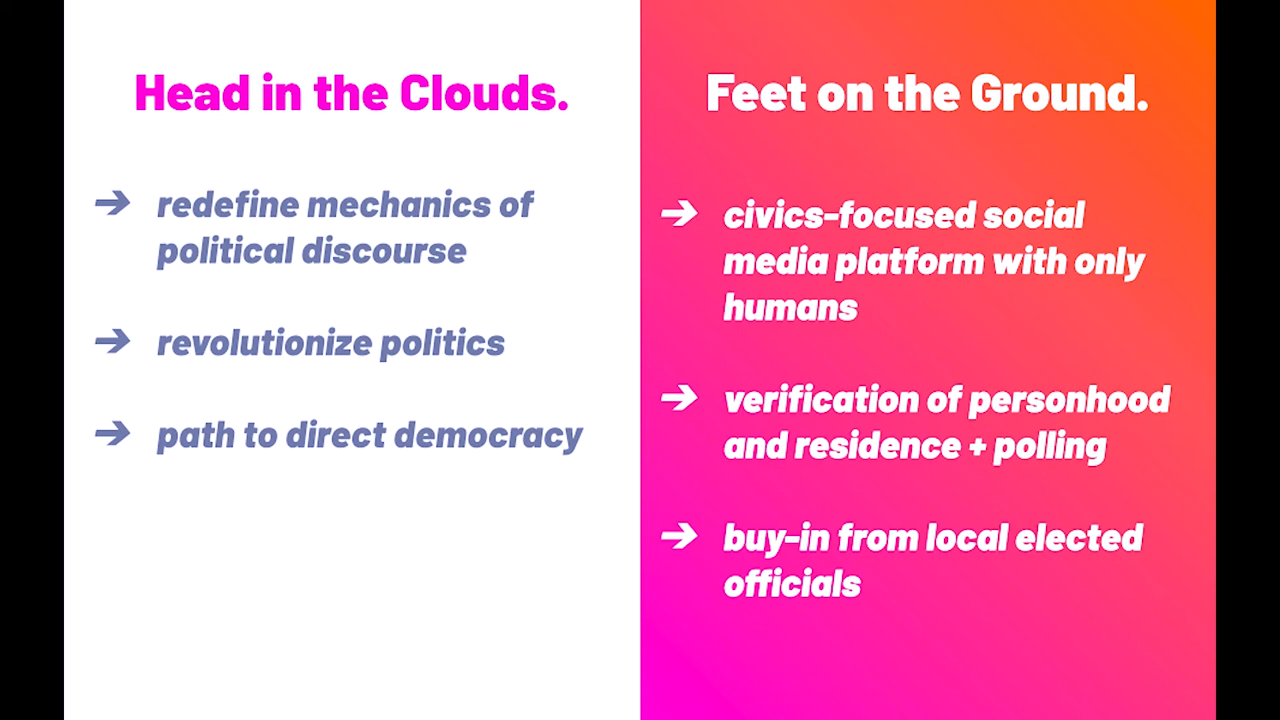 Head in the Clouds.
➔ redefine mechanics of
political discourse
➔ revolutionize politics
➔ path to direct democracy
Feet on the Ground.
➔ civics-focused social
media platform with only
humans
➔ verification of personhood
and residence + polling
➔ buy-in from local elected
officials